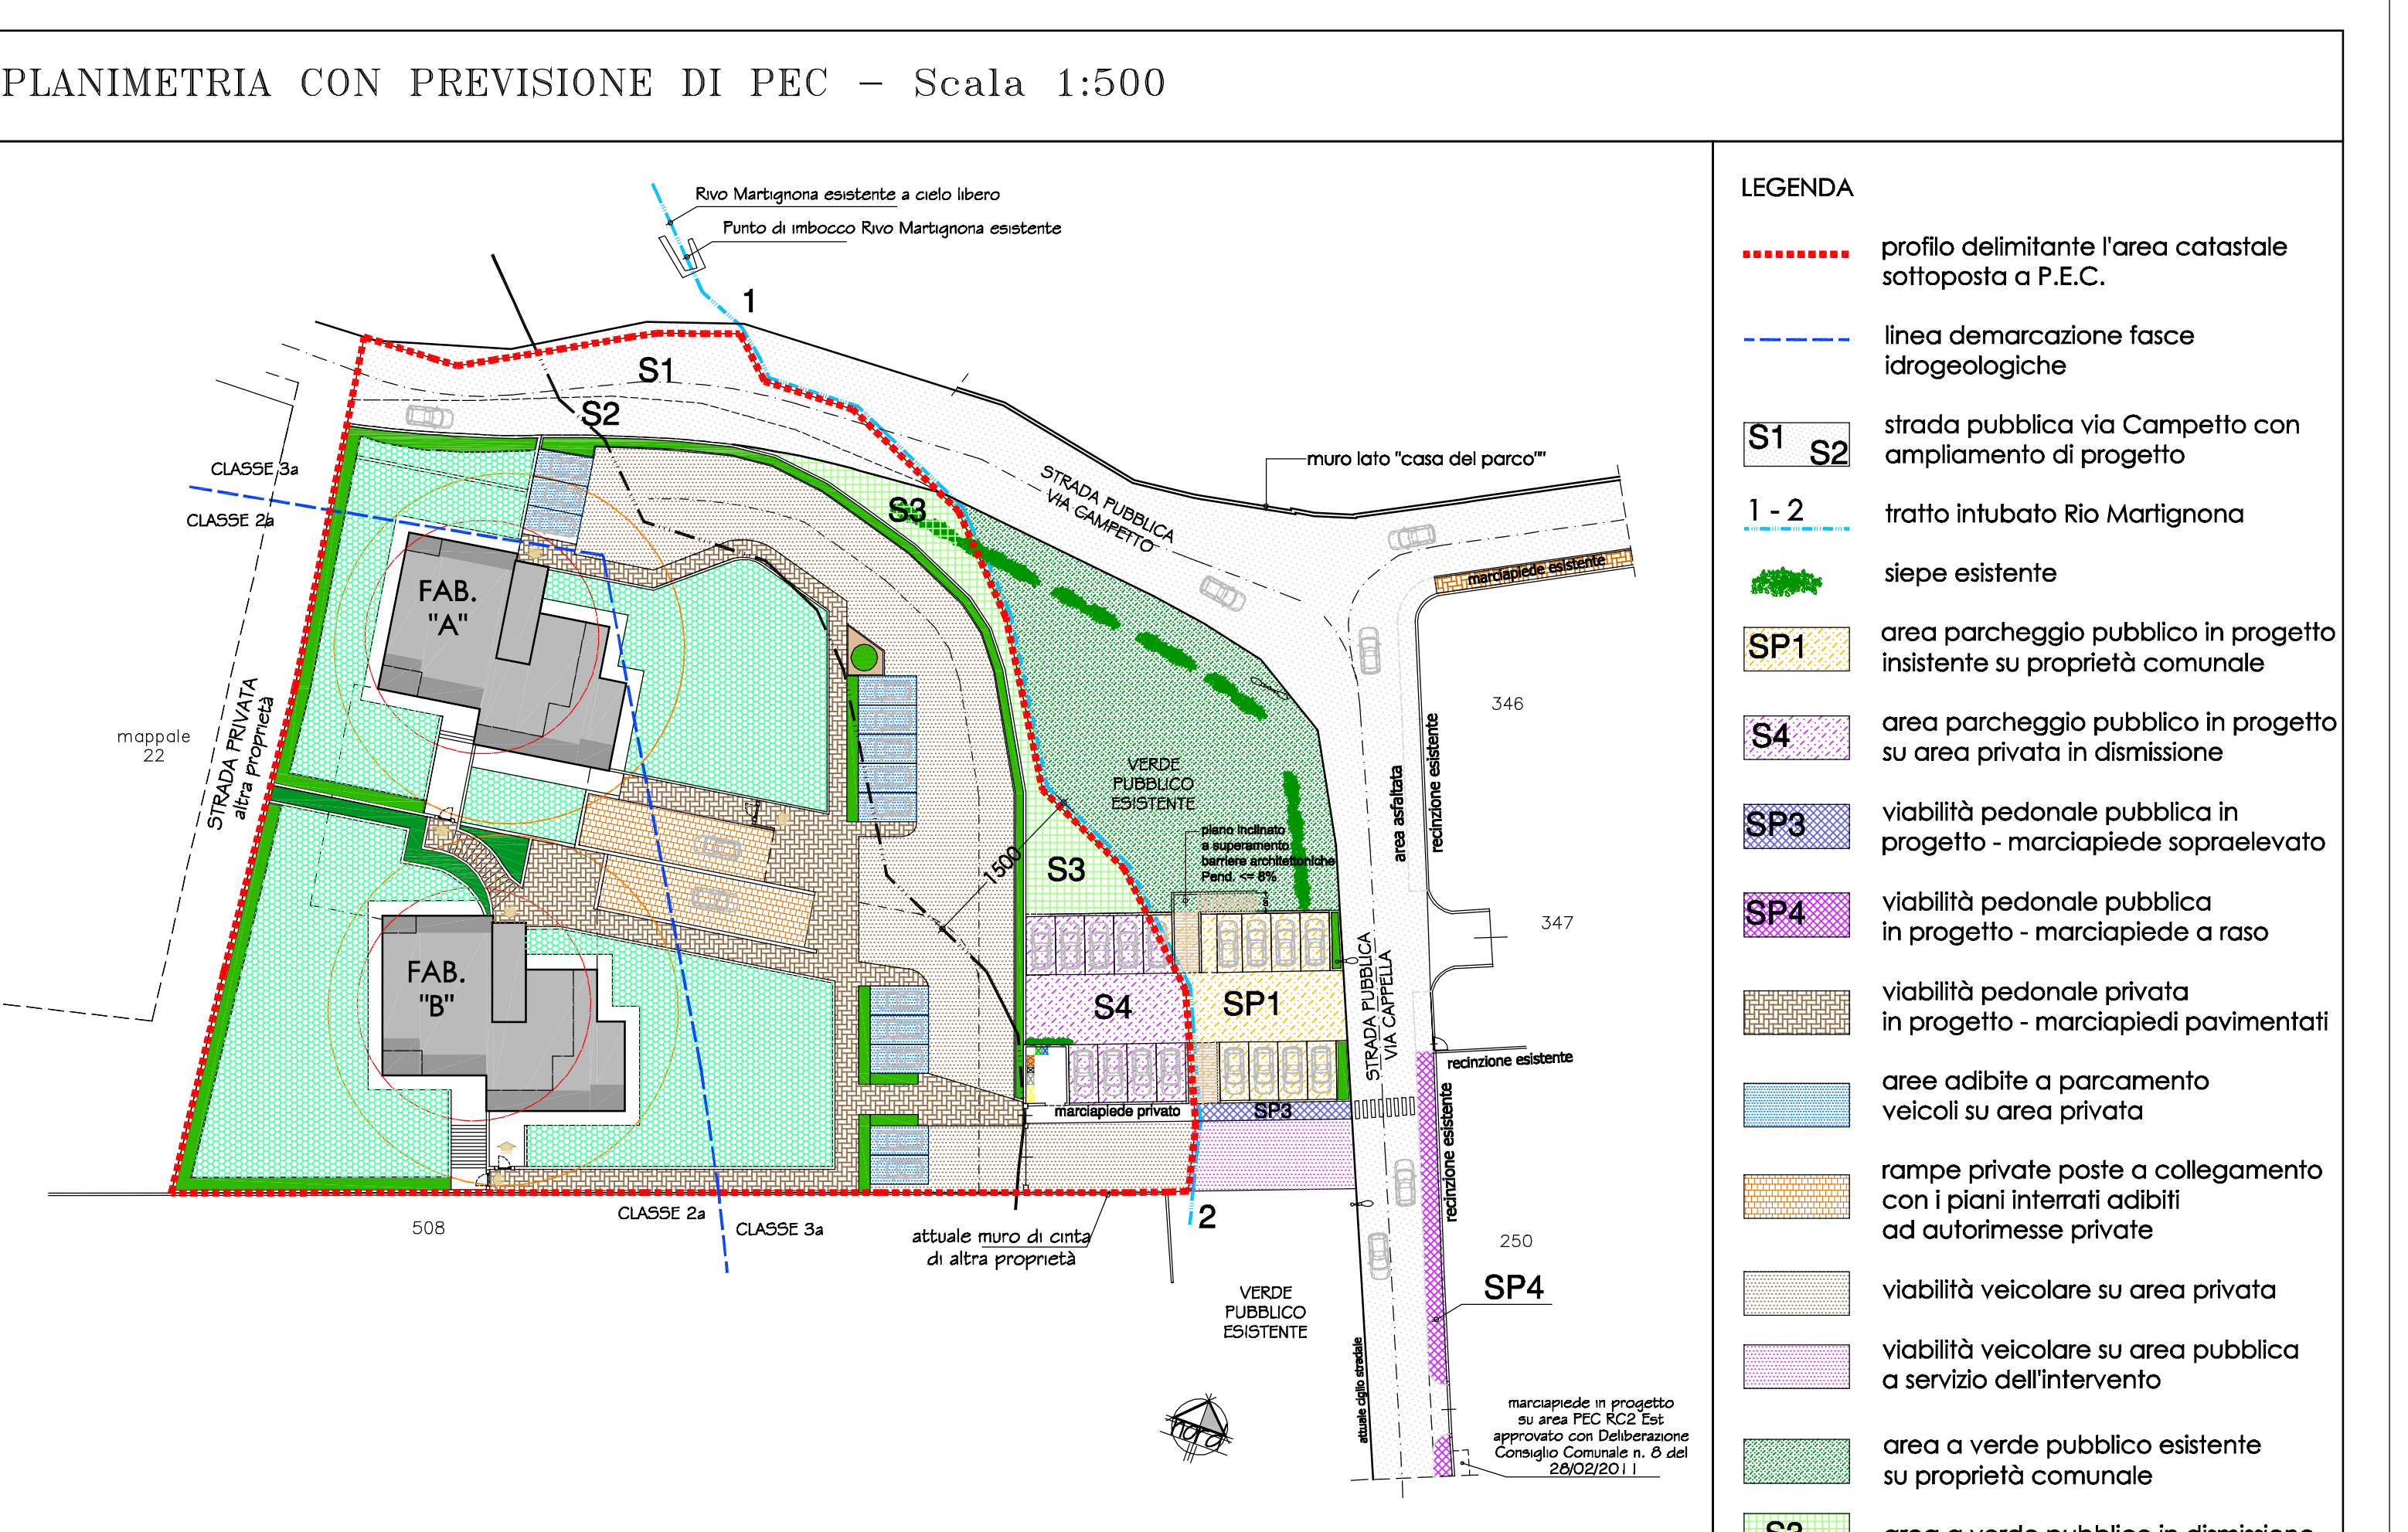 PLANIMETRIA CON PREVISIONE DI PEC - Scala 1:500
Rivo Martignona esistente a cielo libero
Punto di imbocco Rivo Martignona esistente
1
S1
S2
CLASSE 3a
CLASSE 2a
STRADA PUBBLICA
VIA CAMPETTO
muro lato "casa del parco""
S3
marciapiede esistente
FAB.
"A"
STRADA PRIVATA
altra proprietà
mappale
22
346
recinzione esistente
area asfaltata
VERDE
PUBBLICO
ESISTENTE
piano inclinato
a superamento
barriere architettoniche
Pend. <= 8%
1500
S3
347
FAB.
"B"
S4
SP1
STRADA PUBBLICA
VIA CAPPELLA
recinzione esistente
recinzione esistente
marciapiede privato
SP3
2
508
CLASSE 2a
CLASSE 3a
attuale muro di cinta
di altra proprietà
250
SP4
VERDE
PUBBLICO
ESISTENTE
attuale ciglio stradale
nord
marciapiede in progetto
su area PEC RC2 Est
approvato con Deliberazione
Consiglio Comunale n. 8 del
28/02/2011
LEGENDA
profilo delimitante l'area catastale
sottoposta a P.E.C.
linea demarcazione fasce
idrogeologiche
S1 S2
strada pubblica via Campetto con
ampliamento di progetto
1 - 2
tratto intubato Rio Martignona
siepe esistente
SP1
area parcheggio pubblico in progetto
insistente su proprietà comunale
S4
area parcheggio pubblico in progetto
su area privata in dismissione
SP3
viabilità pedonale pubblica in
progetto - marciapiede sopraelevato
SP4
viabilità pedonale pubblica
in progetto - marciapiede a raso
viabilità pedonale privata
in progetto - marciapiedi pavimentati
aree adibite a parcamento
veicoli su area privata
rampe private poste a collegamento
con i piani interrati adibiti
ad autorimesse private
viabilità veicolare su area privata
viabilità veicolare su area pubblica
a servizio dell'intervento
area a verde pubblico esistente
su proprietà comunale
S3
area a verde pubblico in dismissione